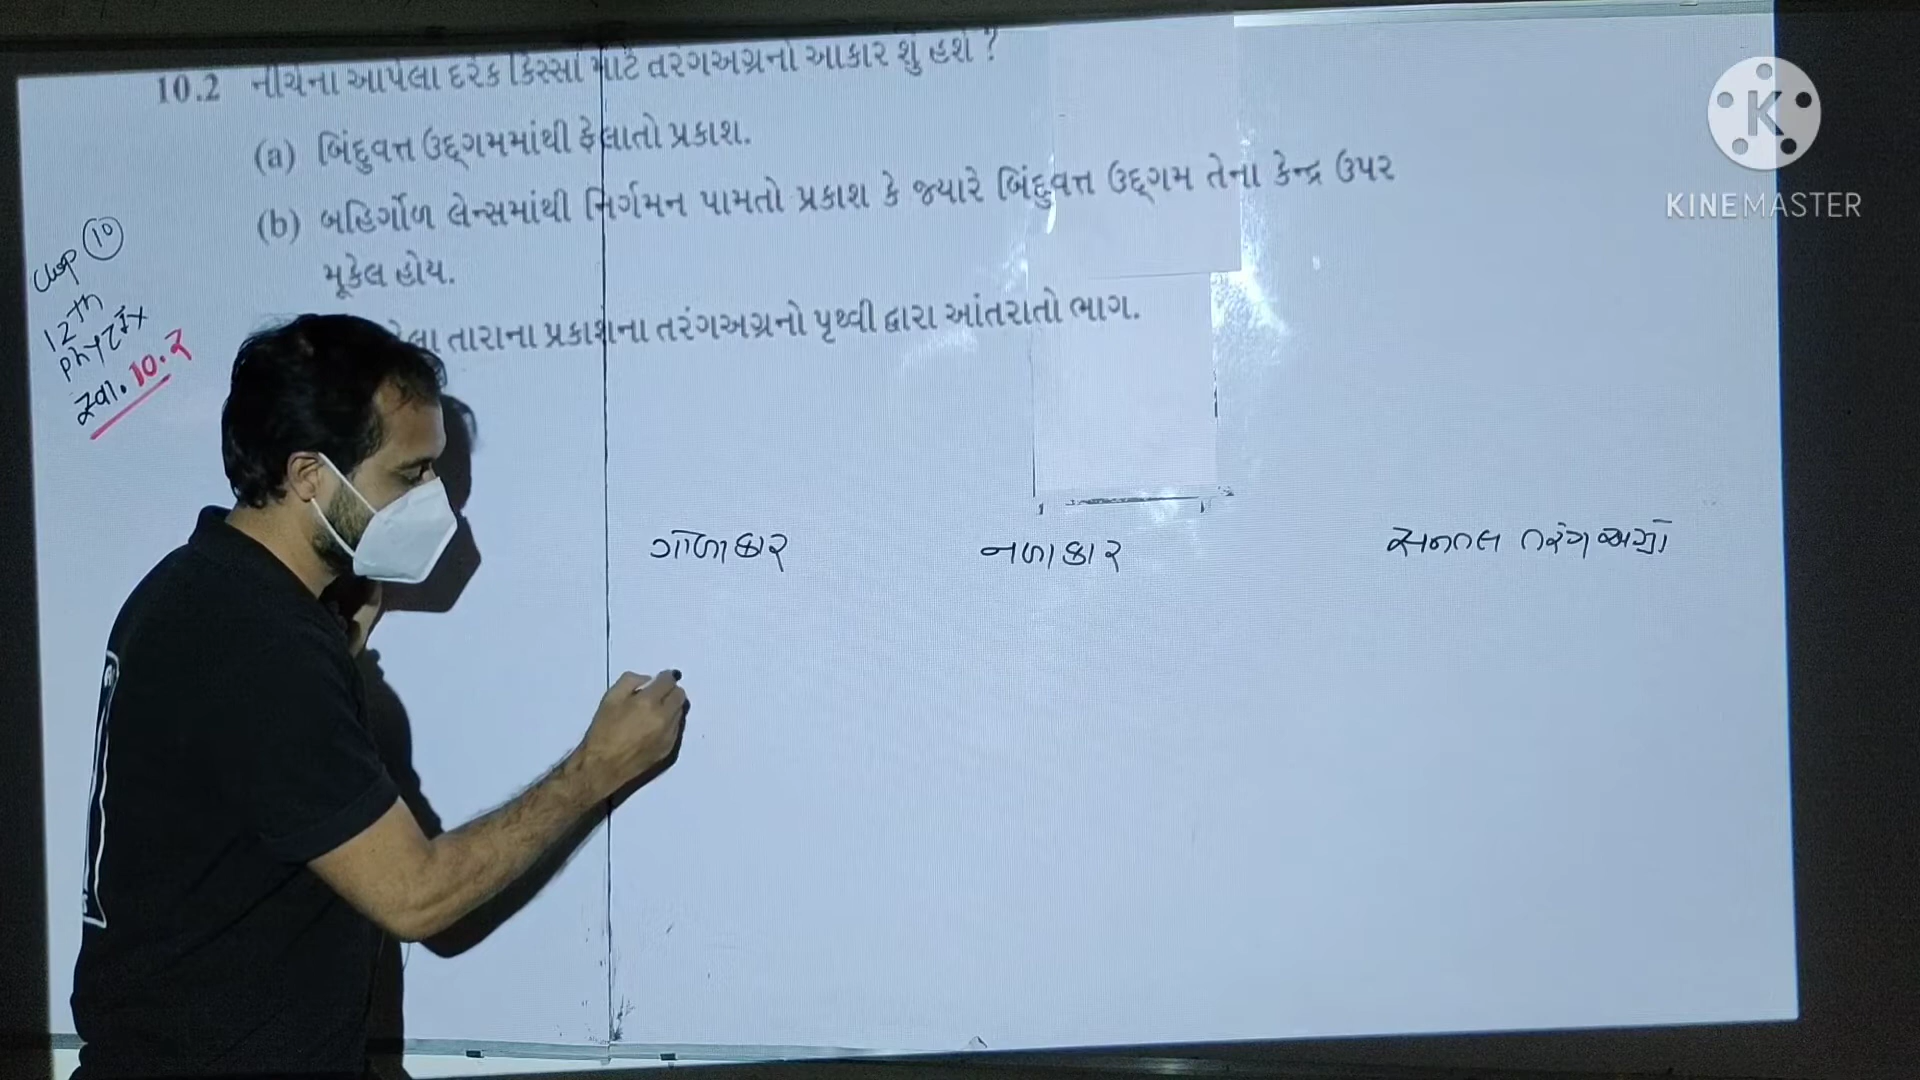 10.2 નીચેના આપેલા દરેક કિસ્સા માટે તરંગઅગ્રનો આકાર શું હશે ?
(a) બિંદુવત્ત ઉદ્ગમમાંથી ફેલાતો પ્રકાશ.
(b) બહિર્ગોળ લેન્સમાંથી નિર્ગમન પામતો પ્રકાશ કે જ્યારે બિંદુવત્ત ઉદ્ગમ તેના કેન્દ્ર ઉપર
મૂકેલ હોય.
તારાના પ્રકાશના તરંગઅગ્રનો પૃથ્વી દ્વારા આંતરાતો ભાગ.
chap 10
12th
સ્વા. 10.2
ગોળાકાર નળાકાર સમતલ તરંગઅગ્રો
K
KINEMASTER